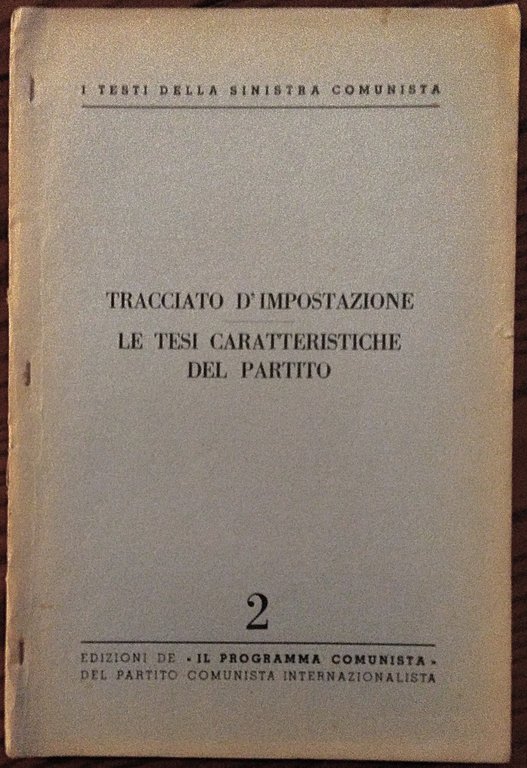 I TESTI DELLA SINISTRA COMUNISTA
TRACCIATO D'IMPOSTAZIONE
LE TESI CARATTERISTICHE
DEL PARTITO
2
EDIZIONI DE «IL PROGRAMMA COMUNISTA»
DEL PARTITO COMUNISTA INTERNAZIONALISTA